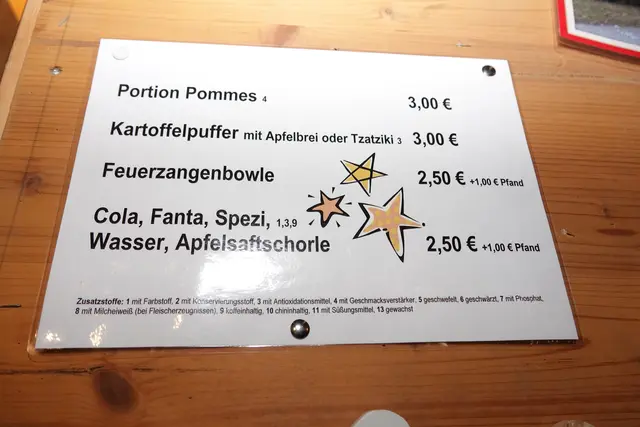 Portion Pommes 4 3,00 €
Kartoffelpuffer mit Apfelbrei oder Tzatziki 3 3,00 €
Feuerzangenbowle 2,50 € +1,00 € Pfand
Cola, Fanta, Spezi, 1,3,9
Wasser, Apfelsaftschorle 2,50 € +1,00 € Pfand
Zusatzstoffe: 1 mit Farbstoff, 2 mit Konservierungsstoff, 3 mit Antioxidationsmittel, 4 mit Geschmacksverstärker, 5 geschwefelt, 6 geschwärzt, 7 mit Phosphat,
8 mit Milcheiweiß (bei Fleischerzeugnissen), 9 koffeinhaltig, 10 chininhaltig, 11 mit Süßungsmittel, 13 gewachst